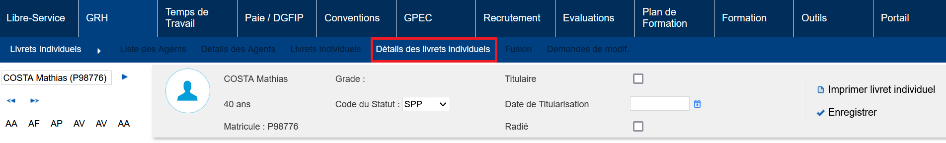 Libre-Service GRH Temps de Travail Paie / DGFIP Conventions GPEC Recrutement Evaluations Plan de Formation Formation Outils Portail
Livrets Individuels Liste des Agents Détails des Agents Livrets Individuels Détails des livrets individuels Fusion Demandes de modif.
COSTA Mathias (P98776) COSTA Mathias Grade : Titulaire
Imprimer livret individuel
40 ans Code du Statut : SPP Date de Titularisation
Enregistrer
AA AF AP AV AV AA Matricule : P98776 Radié